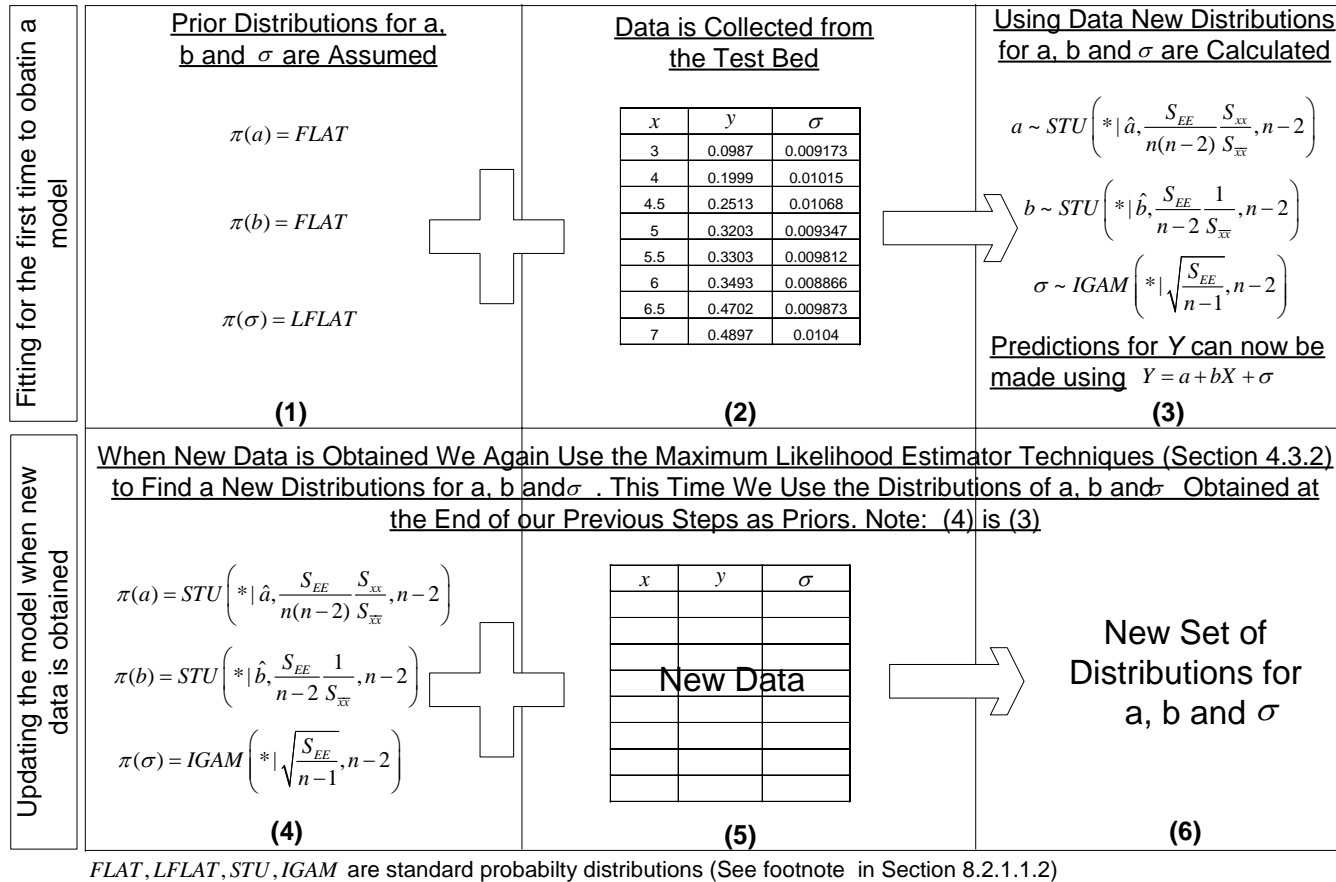 Fitting for the first time to obatin a
model
Prior Distributions for a,
b and σ are Assumed
π(a) = FLAT
π(b) = FLAT
π(σ) = LFLAT
(1)
Data is Collected from
the Test Bed
x y σ
3 0.0987 0.009173
4 0.1999 0.01015
4.5 0.2513 0.01068
5 0.3203 0.009347
5.5 0.3303 0.009812
6 0.3493 0.008866
6.5 0.4702 0.009873
7 0.4897 0.0104
(2)
Using Data New Distributions
for a, b and σ are Calculated
a ~ STU(* | â, S_EE/n(n−2) S_xx/S_x̄x̄, n−2)
b ~ STU(* | b̂, S_EE/n−2 1/S_x̄x̄, n−2)
σ ~ IGAM(* | √(S_EE/n−1), n−2)
Predictions for Y can now be
made using Y = a + bX + σ
(3)
Updating the model when new
data is obtained
When New Data is Obtained We Again Use the Maximum Likelihood Estimator Techniques (Section 4.3.2)
to Find a New Distributions for a, b and σ . This Time We Use the Distributions of a, b and σ Obtained at
the End of our Previous Steps as Priors. Note: (4) is (3)
π(a) = STU(* | â, S_EE/n(n−2) S_xx/S_x̄x̄, n−2)
π(b) = STU(* | b̂, S_EE/n−2 1/S_x̄x̄, n−2)
π(σ) = IGAM(* | √(S_EE/n−1), n−2)
(4)
x y σ
New Data
(5)
New Set of
Distributions for
a, b and σ
(6)
FLAT, LFLAT, STU, IGAM are standard probabilty distributions (See footnote in Section 8.2.1.1.2)